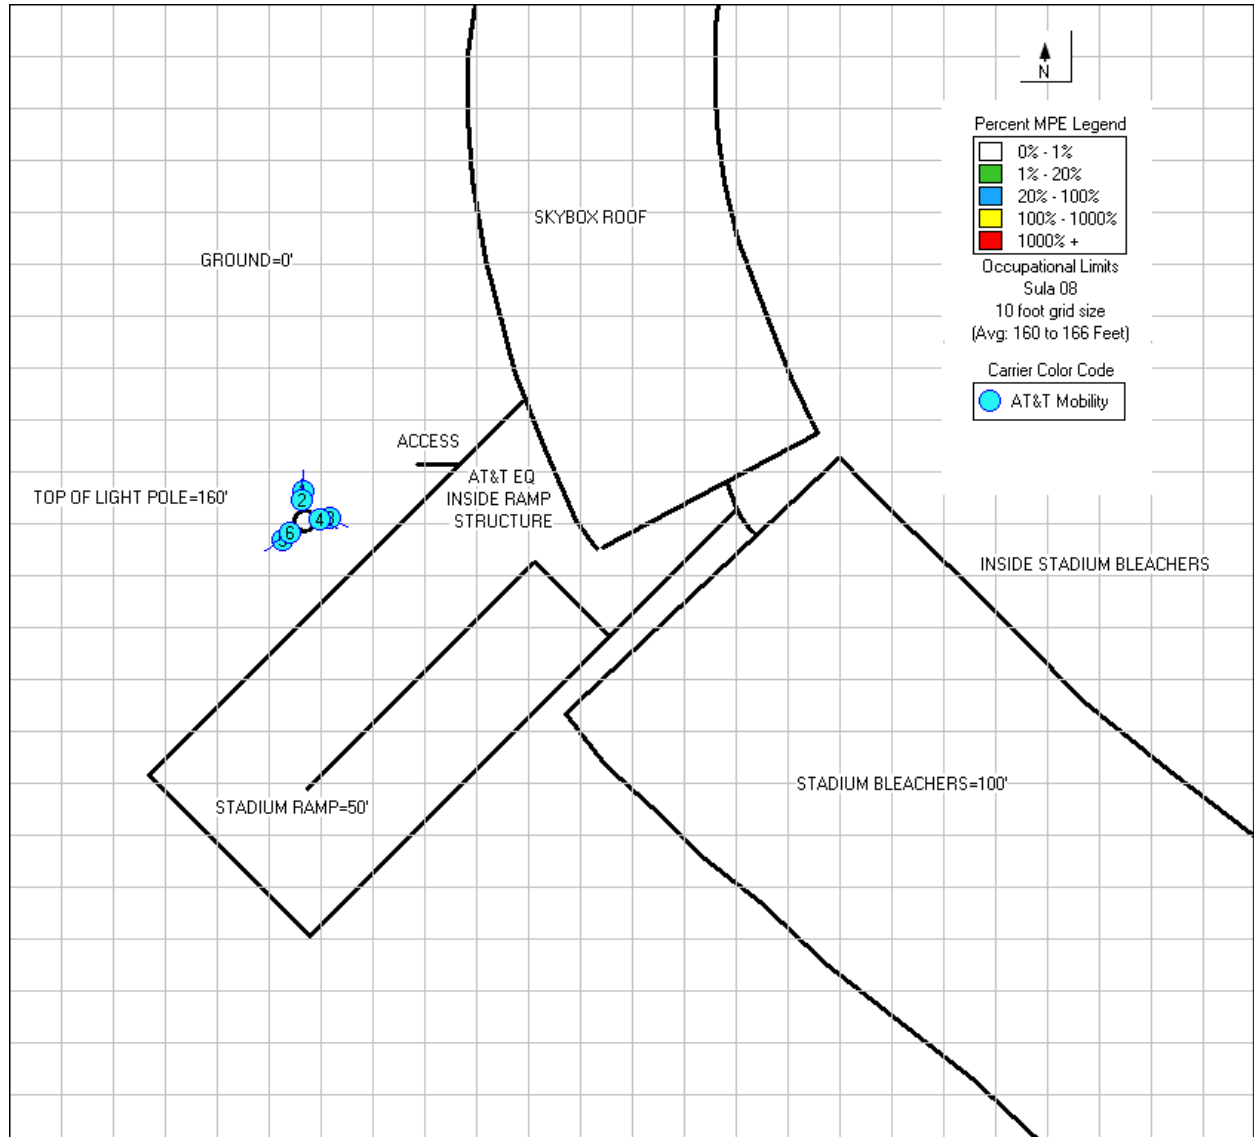 N
Percent MPE Legend
0% - 1%
1% - 20%
20% - 100%
100% - 1000%
1000% +
Occupational Limits
Sula 08
10 foot grid size
(Avg: 160 to 166 Feet)
Carrier Color Code
AT&T Mobility
SKYBOX ROOF
GROUND=0'
ACCESS
AT&T EQ
INSIDE RAMP
STRUCTURE
TOP OF LIGHT POLE=160'
1
2
4 3
6
5
INSIDE STADIUM BLEACHERS
STADIUM BLEACHERS=100'
STADIUM RAMP=50'